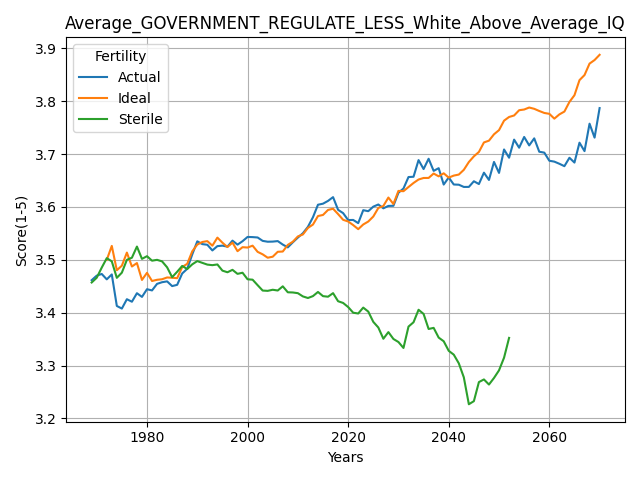 Average_GOVERNMENT_REGULATE_LESS_White_Above_Average_IQ
Fertility
Actual
Ideal
Sterile
Score(1-5)
3.9
3.8
3.7
3.6
3.5
3.4
3.3
3.2
1980 2000 2020 2040 2060
Years